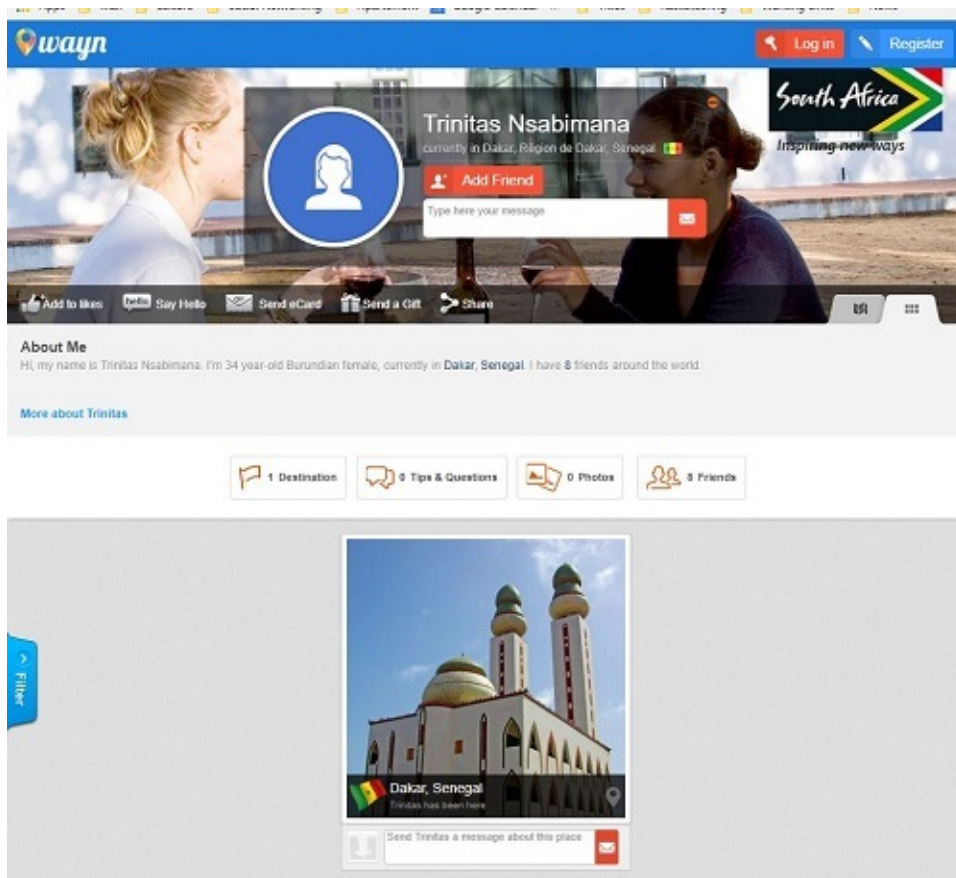 wayn
Log in
Register
South Africa
Inspiring new ways
Trinitas Nsabimana
currently in Dakar, Région de Dakar, Senegal
Add Friend
Type here your message
Add to likes
hello
Say Hello
Send eCard
Send a Gift
Share
About Me
Hi, my name is Trinitas Nsabimana. I'm 34 year-old Burundian female, currently in Dakar, Senegal. I have 8 friends around the world.
More about Trinitas
1 Destination
0 Tips & Questions
0 Photos
8 Friends
Filter
Dakar, Senegal
Trinitas has been here
Send Trinitas a message about this place